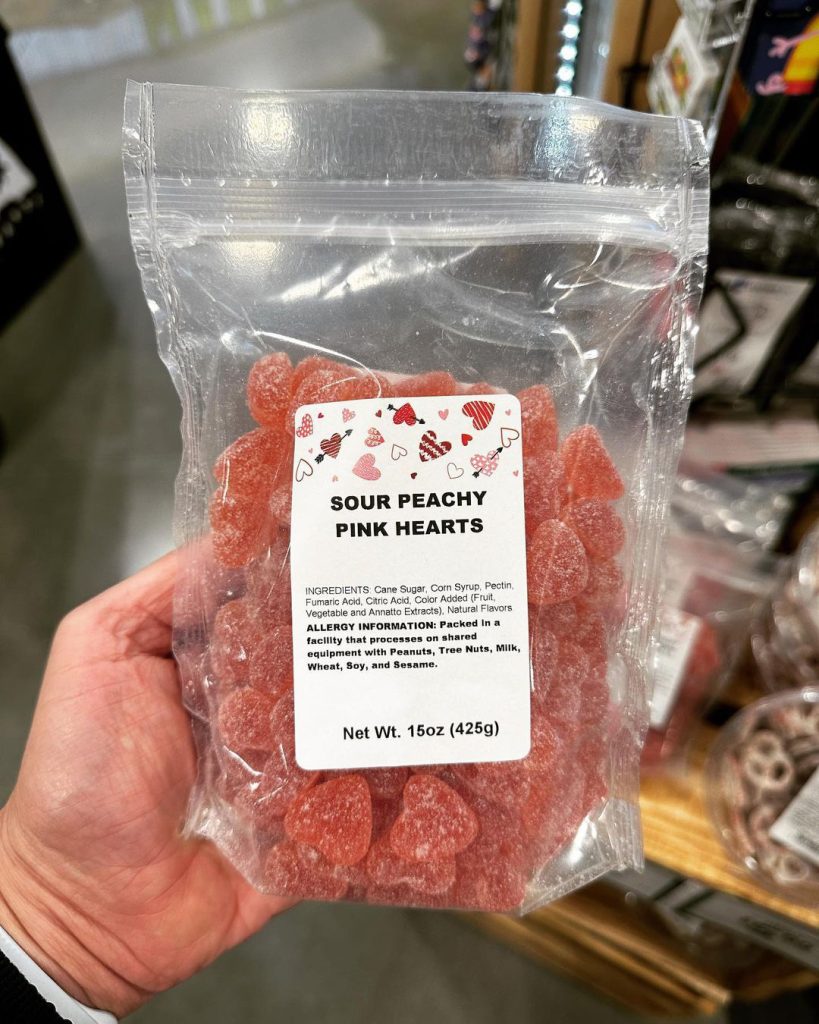 SOUR PEACHY
PINK HEARTS
INGREDIENTS: Cane Sugar, Corn Syrup, Pectin,
Fumaric Acid, Citric Acid, Color Added (Fruit,
Vegetable and Annatto Extracts), Natural Flavors
ALLERGY INFORMATION: Packed in a
facility that processes on shared
equipment with Peanuts, Tree Nuts, Milk,
Wheat, Soy, and Sesame.
Net Wt. 15oz (425g)